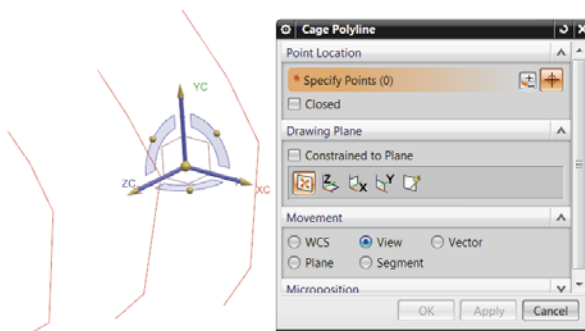 YC
ZC
XC
Cage Polyline
Point Location
* Specify Points (0)
Closed
Drawing Plane
Constrained to Plane
Z X Y
Movement
WCS View Vector
Plane Segment
Microposition
OK Apply Cancel